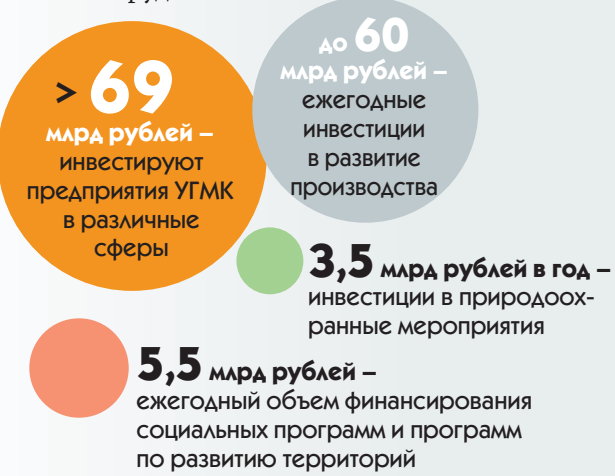 > 69
млрд рублей –
инвестируют
предприятия УГМК
в различные
сферы
до 60
млрд рублей –
ежегодные
инвестиции
в развитие
производства
3,5 млрд рублей в год –
инвестиции в природоох-
ранные мероприятия
5,5 млрд рублей –
ежегодный объем финансирования
социальных программ и программ
по развитию территорий